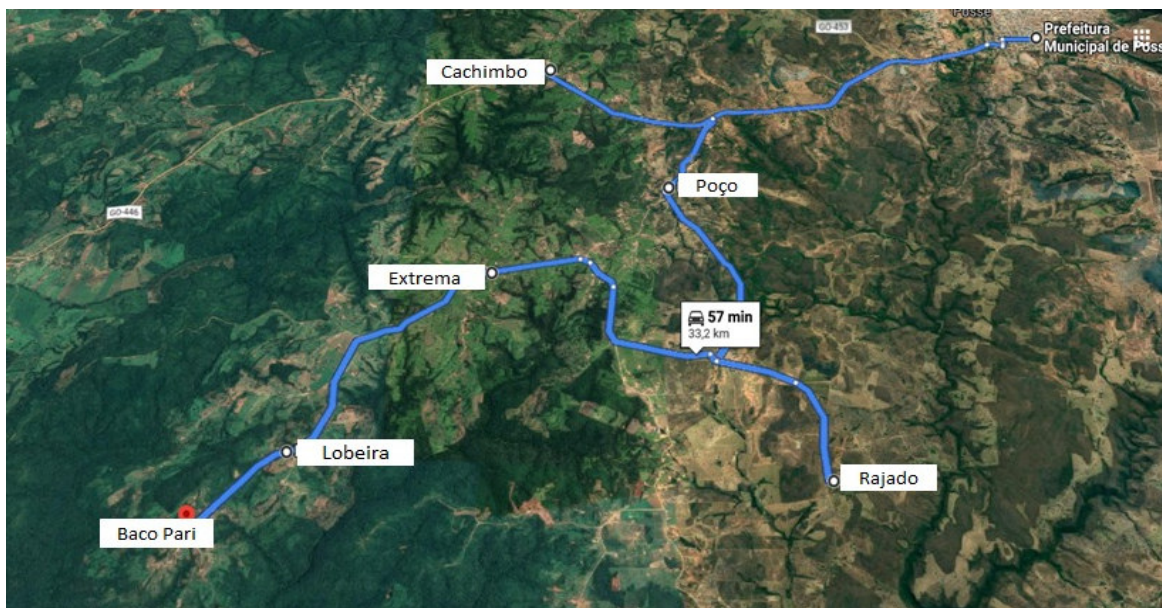 Posse
GO-453
Prefeitura
Municipal de Poss
Cachimbo
Poço
GO-446
Extrema
57 min
33,2 km
Lobeira
Rajado
Baco Pari